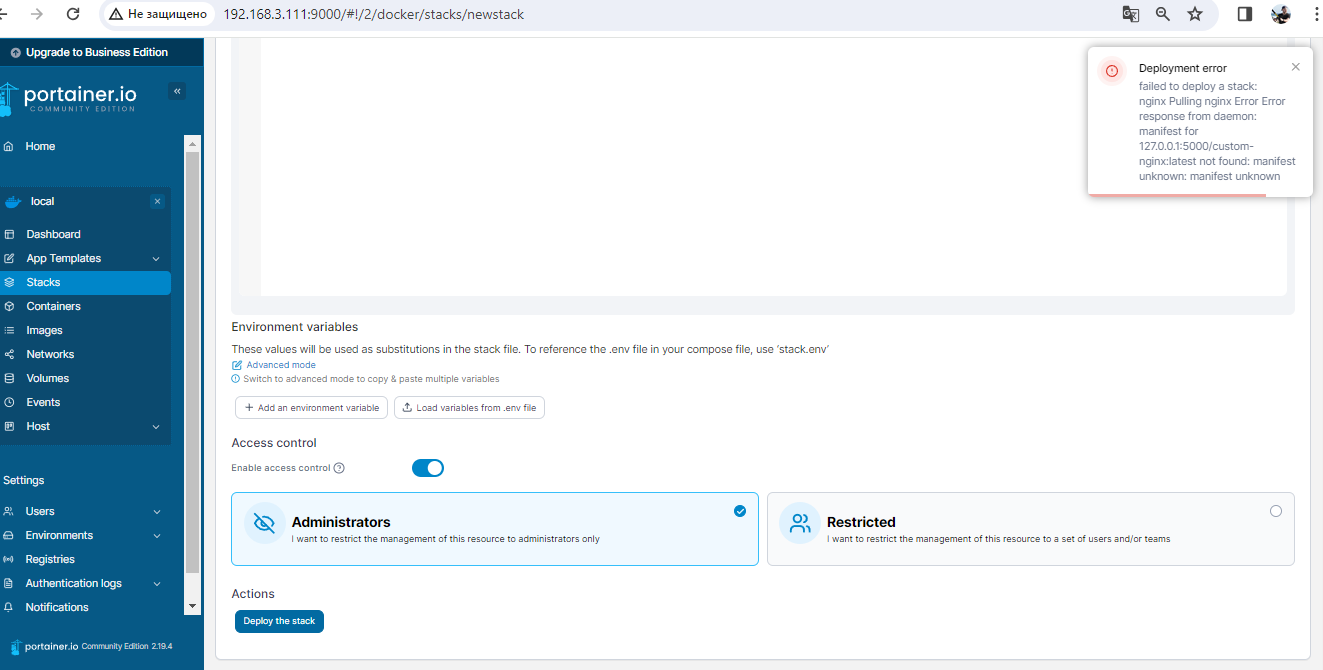 Не защищено
192.168.3.111:9000/#!/2/docker/stacks/newstack
Upgrade to Business Edition
portainer.io
COMMUNITY EDITION
Home
local
Dashboard
App Templates
Stacks
Containers
Images
Networks
Volumes
Events
Host
Settings
Users
Environments
Registries
Authentication logs
Notifications
portainer.io Community Edition 2.19.4
Deployment error
failed to deploy a stack:
nginx Pulling nginx Error Error
response from daemon:
manifest for
127.0.0.1:5000/custom-
nginx:latest not found: manifest
unknown: manifest unknown
Environment variables
These values will be used as substitutions in the stack file. To reference the .env file in your compose file, use ‘stack.env’
Advanced mode
Switch to advanced mode to copy & paste multiple variables
+ Add an environment variable
Load variables from .env file
Access control
Enable access control
Administrators
I want to restrict the management of this resource to administrators only
Restricted
I want to restrict the management of this resource to a set of users and/or teams
Actions
Deploy the stack